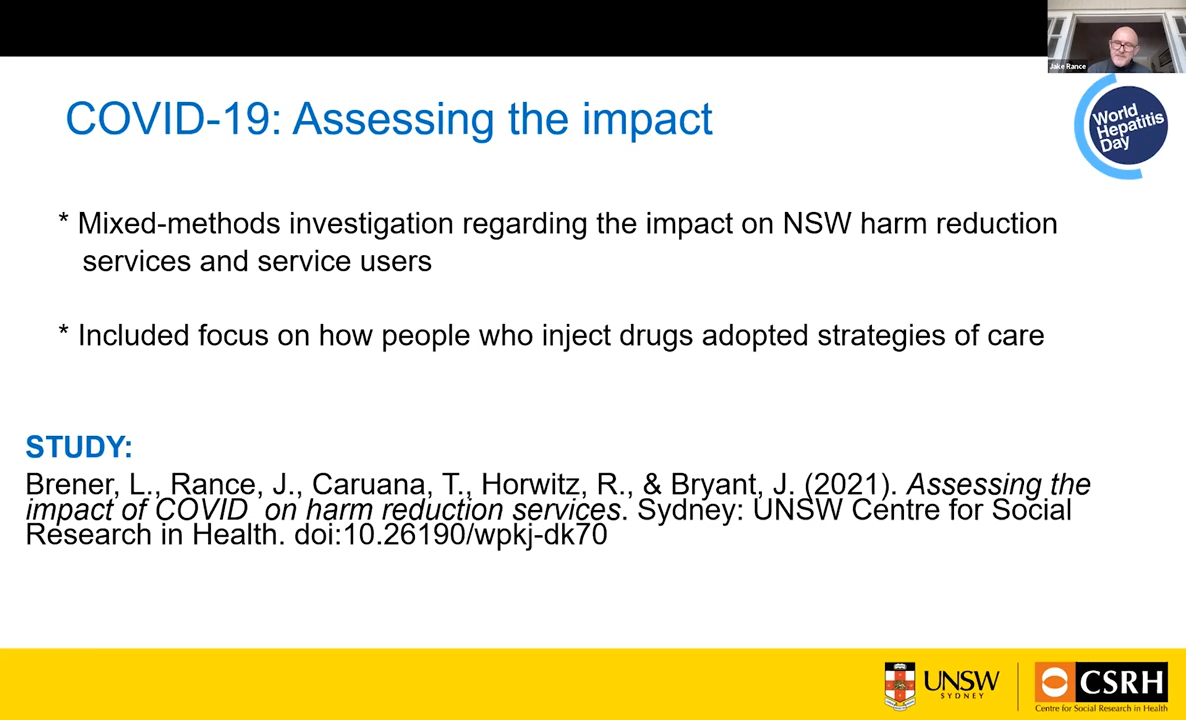 Jake Rance
World
Hepatitis
Day
COVID-19: Assessing the impact
* Mixed-methods investigation regarding the impact on NSW harm reduction
services and service users
* Included focus on how people who inject drugs adopted strategies of care
STUDY:
Brener, L., Rance, J., Caruana, T., Horwitz, R., & Bryant, J. (2021). Assessing the
impact of COVID  on harm reduction services. Sydney: UNSW Centre for Social
Research in Health. doi:10.26190/wpkj-dk70
UNSW
SYDNEY
CSRH
Centre for Social Research in Health